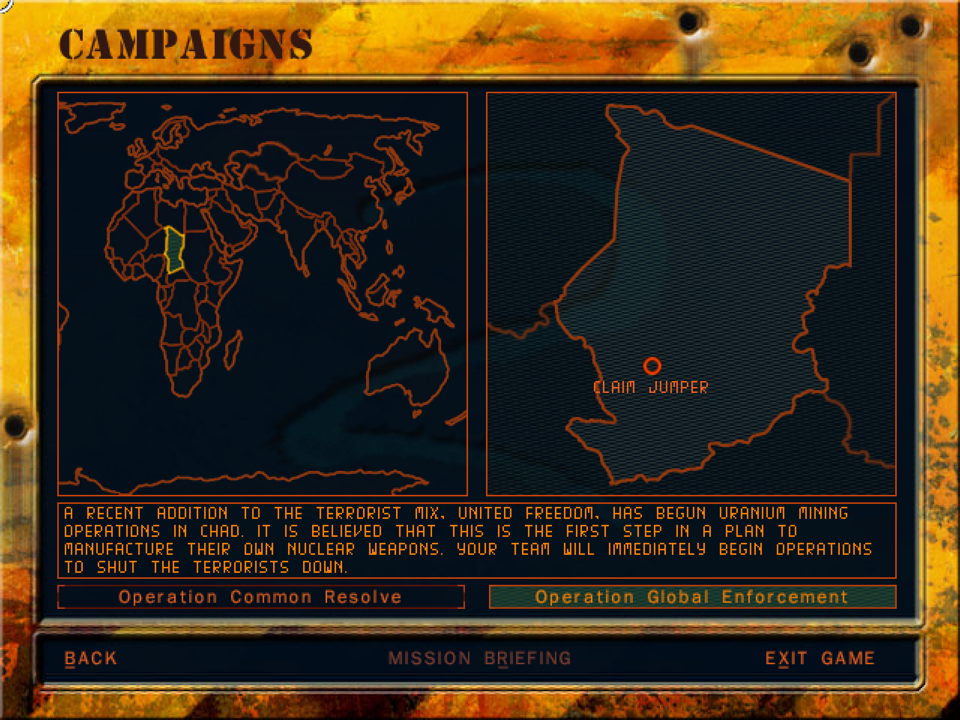 CAMPAIGNS
CLAIM JUMPER
A RECENT ADDITION TO THE TERRORIST MIX, UNITED FREEDOM, HAS BEGUN URANIUM MINING
OPERATIONS IN CHAD. IT IS BELIEVED THAT THIS IS THE FIRST STEP IN A PLAN TO
MANUFACTURE THEIR OWN NUCLEAR WEAPONS. YOUR TEAM WILL IMMEDIATELY BEGIN OPERATIONS
TO SHUT THE TERRORISTS DOWN.
Operation Common Resolve
Operation Global Enforcement
BACK
MISSION BRIEFING
EXIT GAME